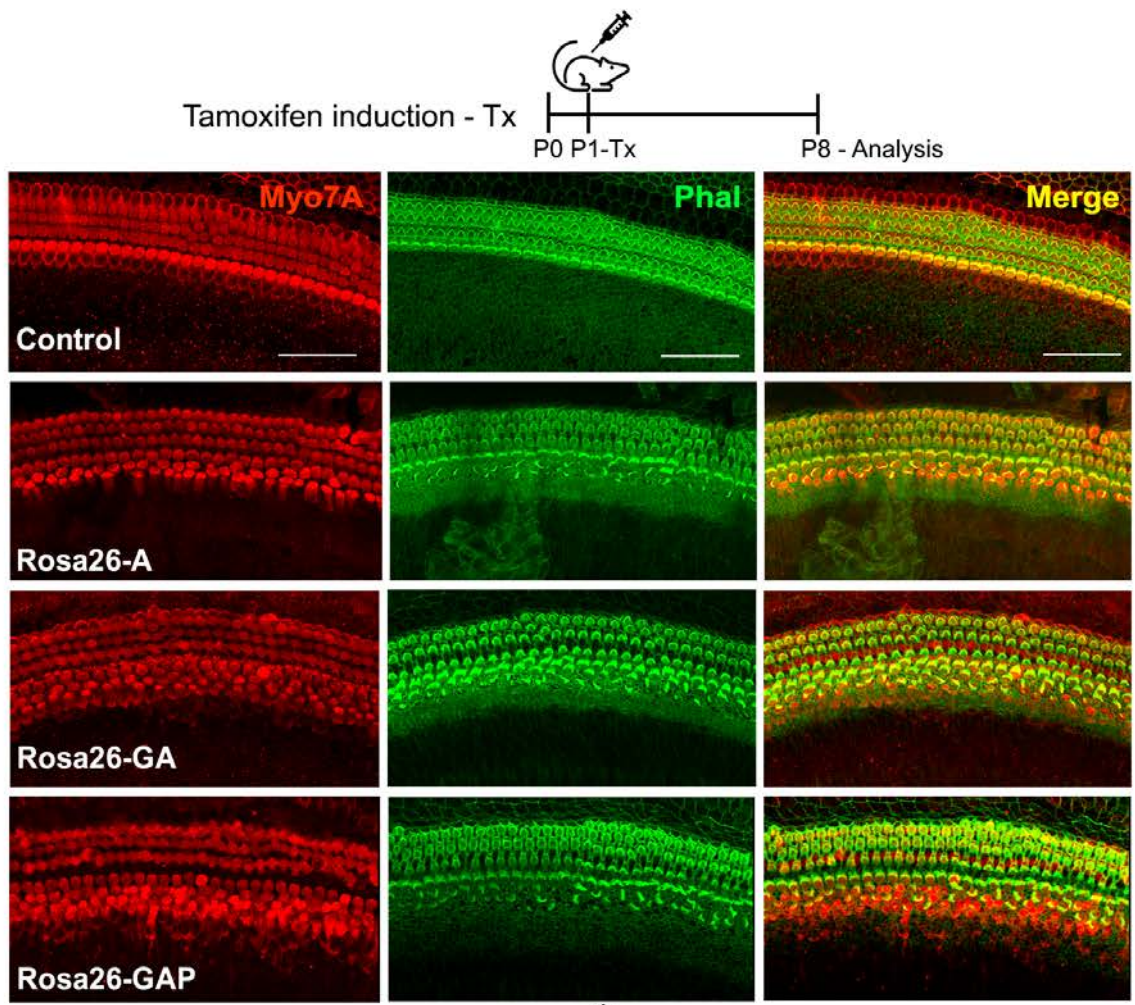 Tamoxifen induction - Tx
P0 P1-Tx P8 - Analysis
Myo7A Phal Merge
Control
Rosa26-A
Rosa26-GA
Rosa26-GAP